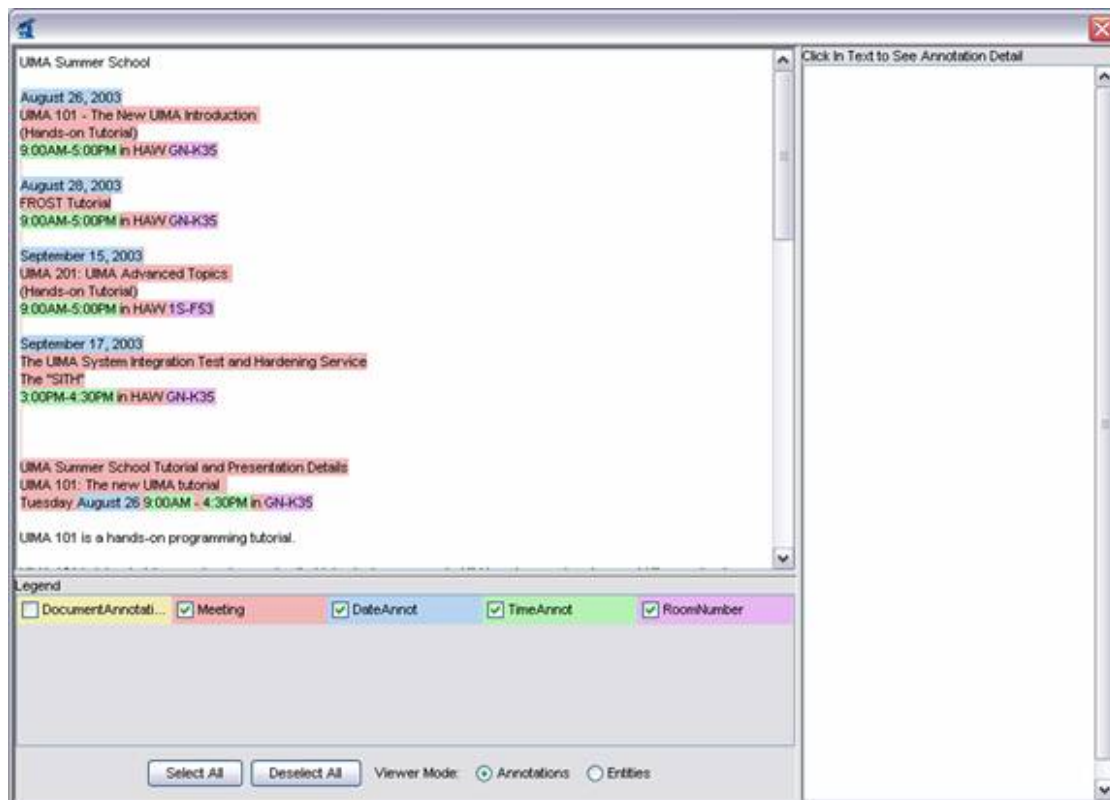 UIMA Summer School
August 26, 2003
UIMA 101 - The New UIMA Introduction
(Hands-on Tutorial)
9:00AM-5:00PM in HAW GN-K35
August 28, 2003
FROST Tutorial
9:00AM-5:00PM in HAW GN-K35
September 15, 2003
UIMA 201: UIMA Advanced Topics
(Hands-on Tutorial)
9:00AM-5:00PM in HAW 1S-F53
September 17, 2003
The UIMA System Integration Test and Hardening Service
The "SITH"
3:00PM-4:30PM in HAW GN-K35
UIMA Summer School Tutorial and Presentation Details
UIMA 101: The new UIMA tutorial
Tuesday August 26 9:00AM - 4:30PM in GN-K35
UIMA 101 is a hands-on programming tutorial.
Legend
DocumentAnnotati... Meeting DateAnnot TimeAnnot RoomNumber
Select All Deselect All Viewer Mode: Annotations Entities
Click In Text to See Annotation Detail